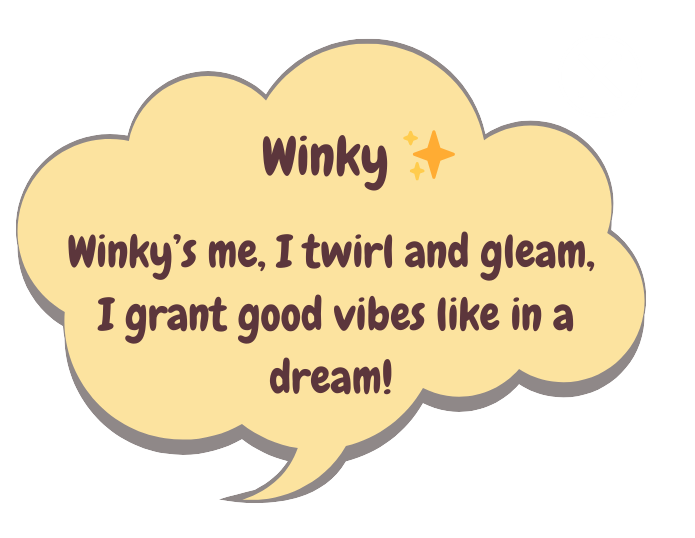 Winky ✨
Winky's me, I twirl and gleam,
I grant good vibes like in a
dream!